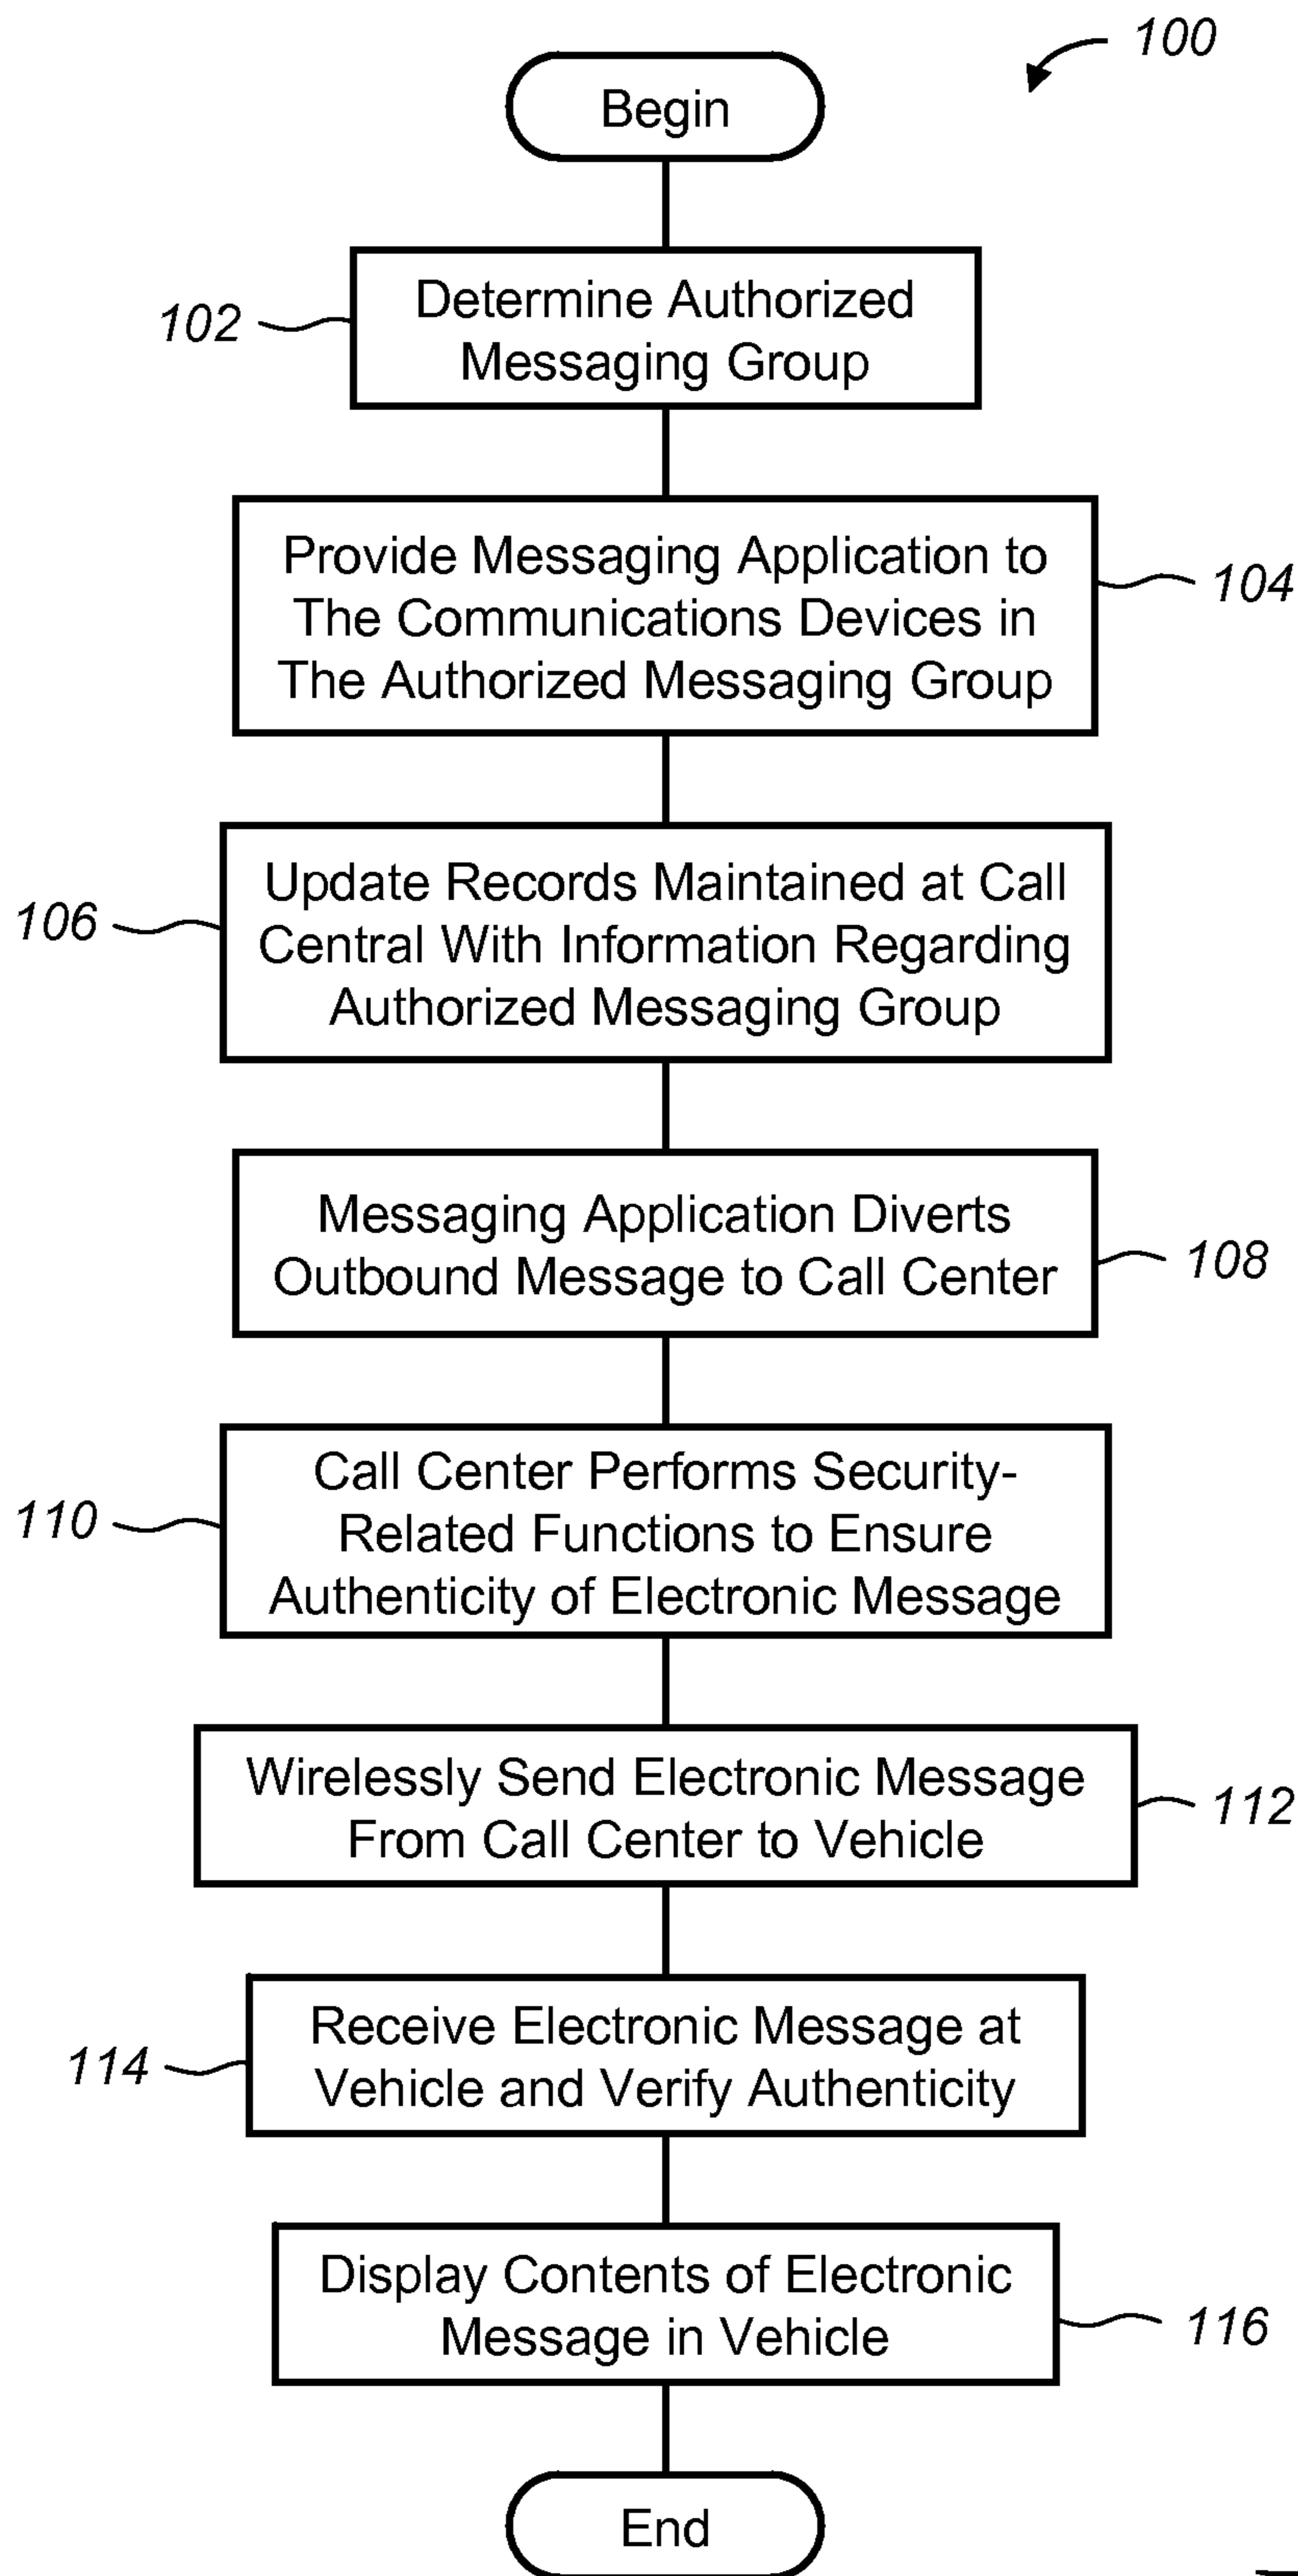 100
Begin
102
Determine Authorized
Messaging Group
Provide Messaging Application to
The Communications Devices in
The Authorized Messaging Group
104
106
Update Records Maintained at Call
Central With Information Regarding
Authorized Messaging Group
Messaging Application Diverts
Outbound Message to Call Center
108
110
Call Center Performs Security-
Related Functions to Ensure
Authenticity of Electronic Message
Wirelessly Send Electronic Message
From Call Center to Vehicle
112
114
Receive Electronic Message at
Vehicle and Verify Authenticity
Display Contents of Electronic
Message in Vehicle
116
End